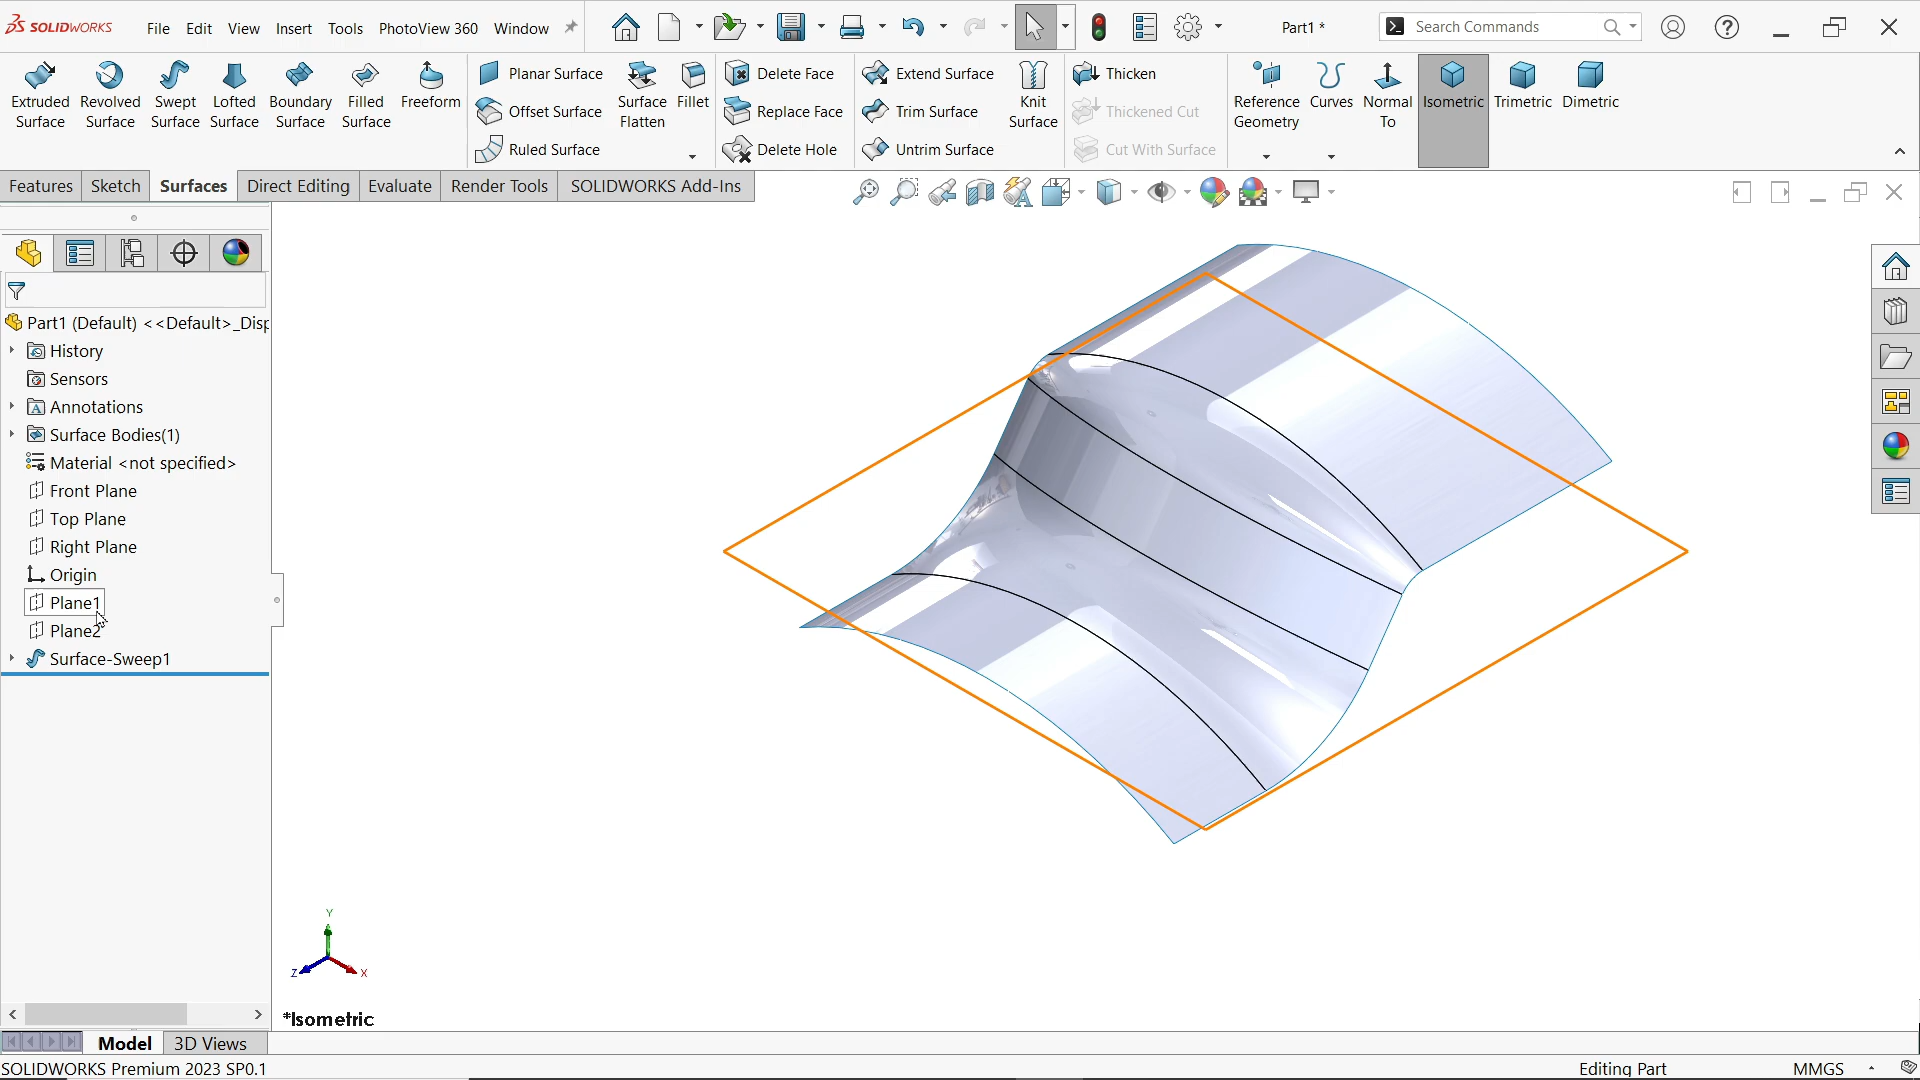 SOLIDWORKS File Edit View Insert Tools PhotoView 360 Window Part1 * Search Commands
Extruded Surface
Revolved Surface
Swept Surface
Lofted Surface
Boundary Surface
Filled Surface
Freeform
Planar Surface
Offset Surface
Ruled Surface
Surface Flatten
Fillet
Delete Face
Replace Face
Delete Hole
Extend Surface
Trim Surface
Untrim Surface
Knit Surface
Thicken
Thickened Cut
Cut With Surface
Reference Geometry
Curves
Normal To
Isometric
Trimetric
Dimetric
Features Sketch Surfaces Direct Editing Evaluate Render Tools SOLIDWORKS Add-Ins
Part1 (Default) <<Default>_Disp
History
Sensors
Annotations
Surface Bodies(1)
Material <not specified>
Front Plane
Top Plane
Right Plane
Origin
Plane1
Plane2
Surface-Sweep1
Y
Z
X
*Isometric
Model 3D Views
SOLIDWORKS Premium 2023 SP0.1 Editing Part MMGS